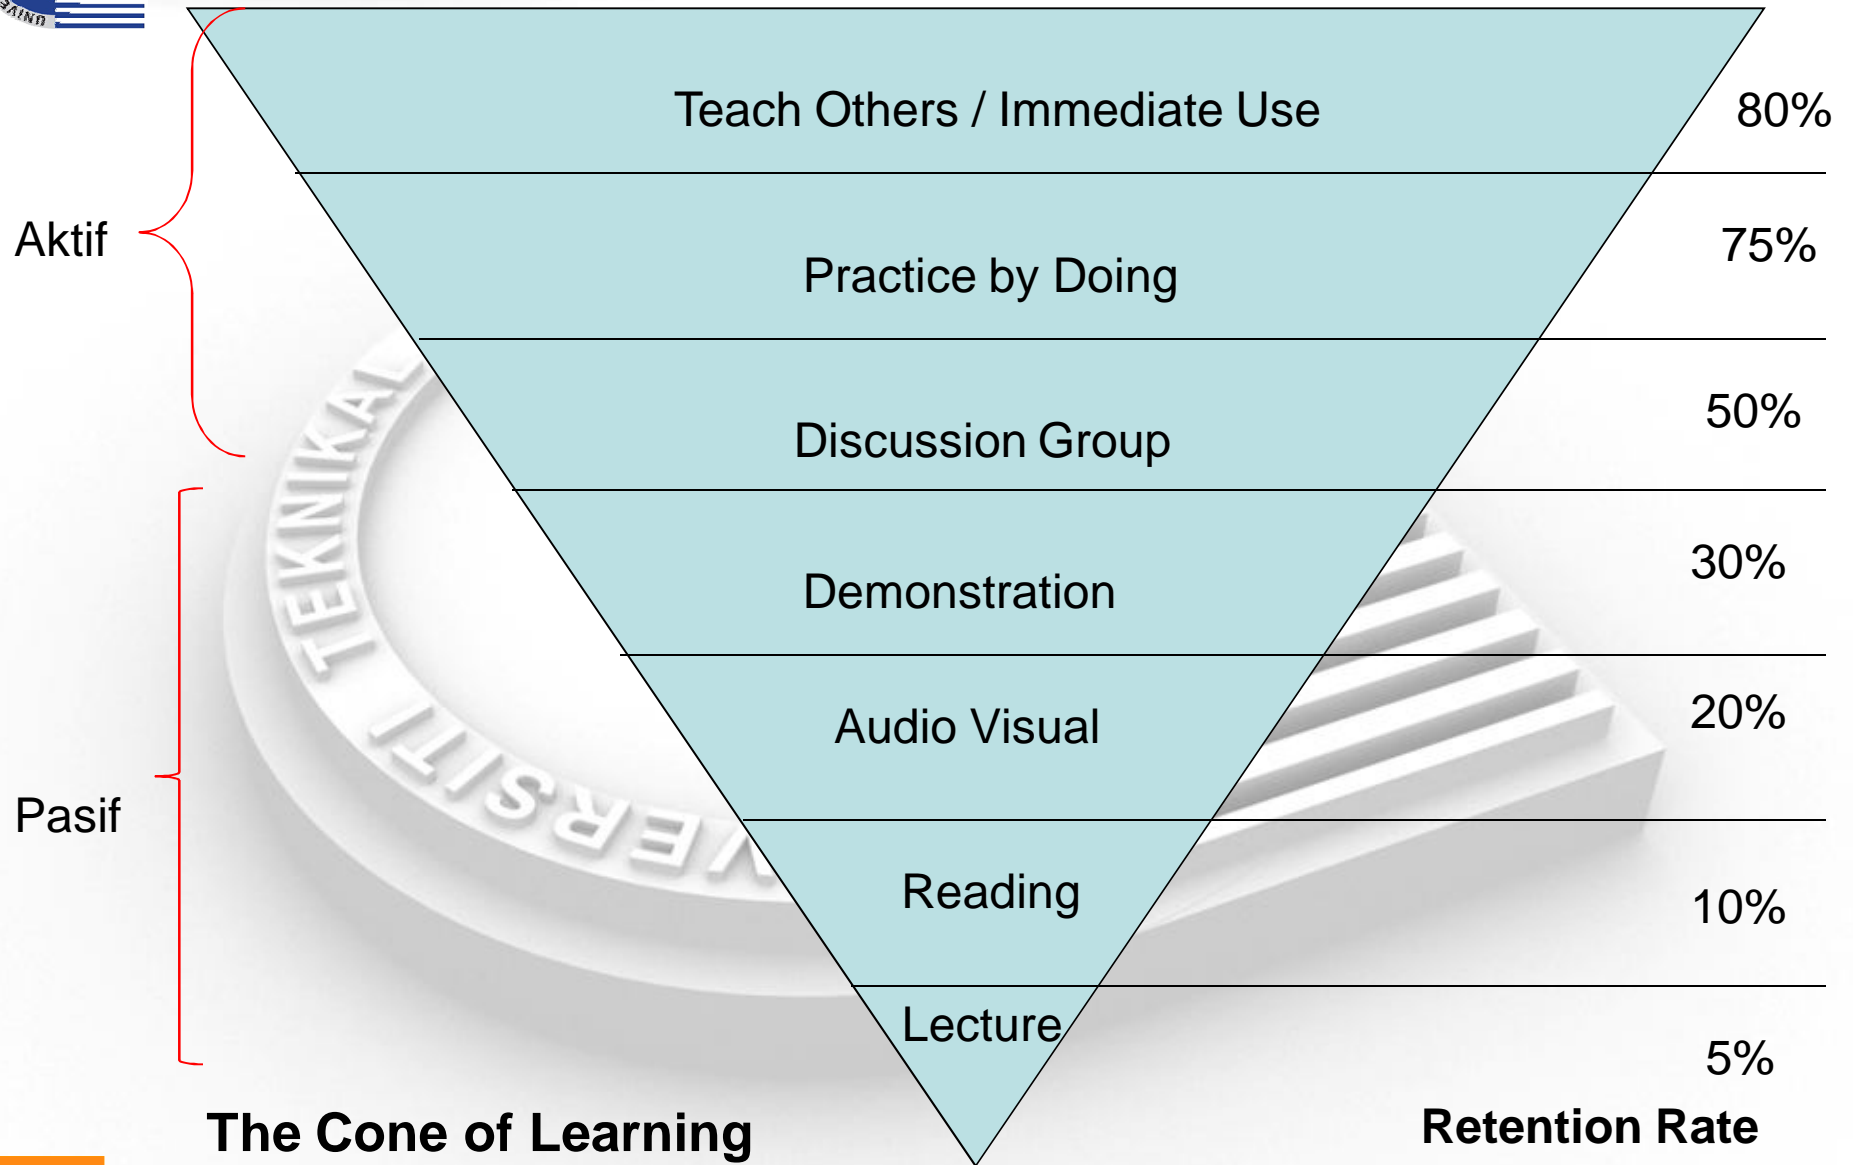 Teach Others / Immediate Use
80%
Aktif
Practice by Doing
75%
Discussion Group
50%
Demonstration
30%
Audio Visual
20%
Pasif
Reading
10%
Lecture
5%
The Cone of Learning
Retention Rate
TEKNIKAL